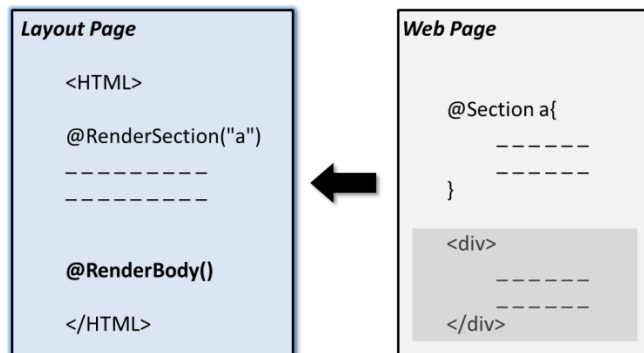 Layout Page
<HTML>
@RenderSection("a")
_ _ _ _ _ _ _ _ _
_ _ _ _ _ _ _ _ _
@RenderBody()
</HTML>
Web Page
@Section a{
_ _ _ _ _ _
_ _ _ _ _ _
}
<div>
_ _ _ _ _ _
_ _ _ _ _ _
</div>